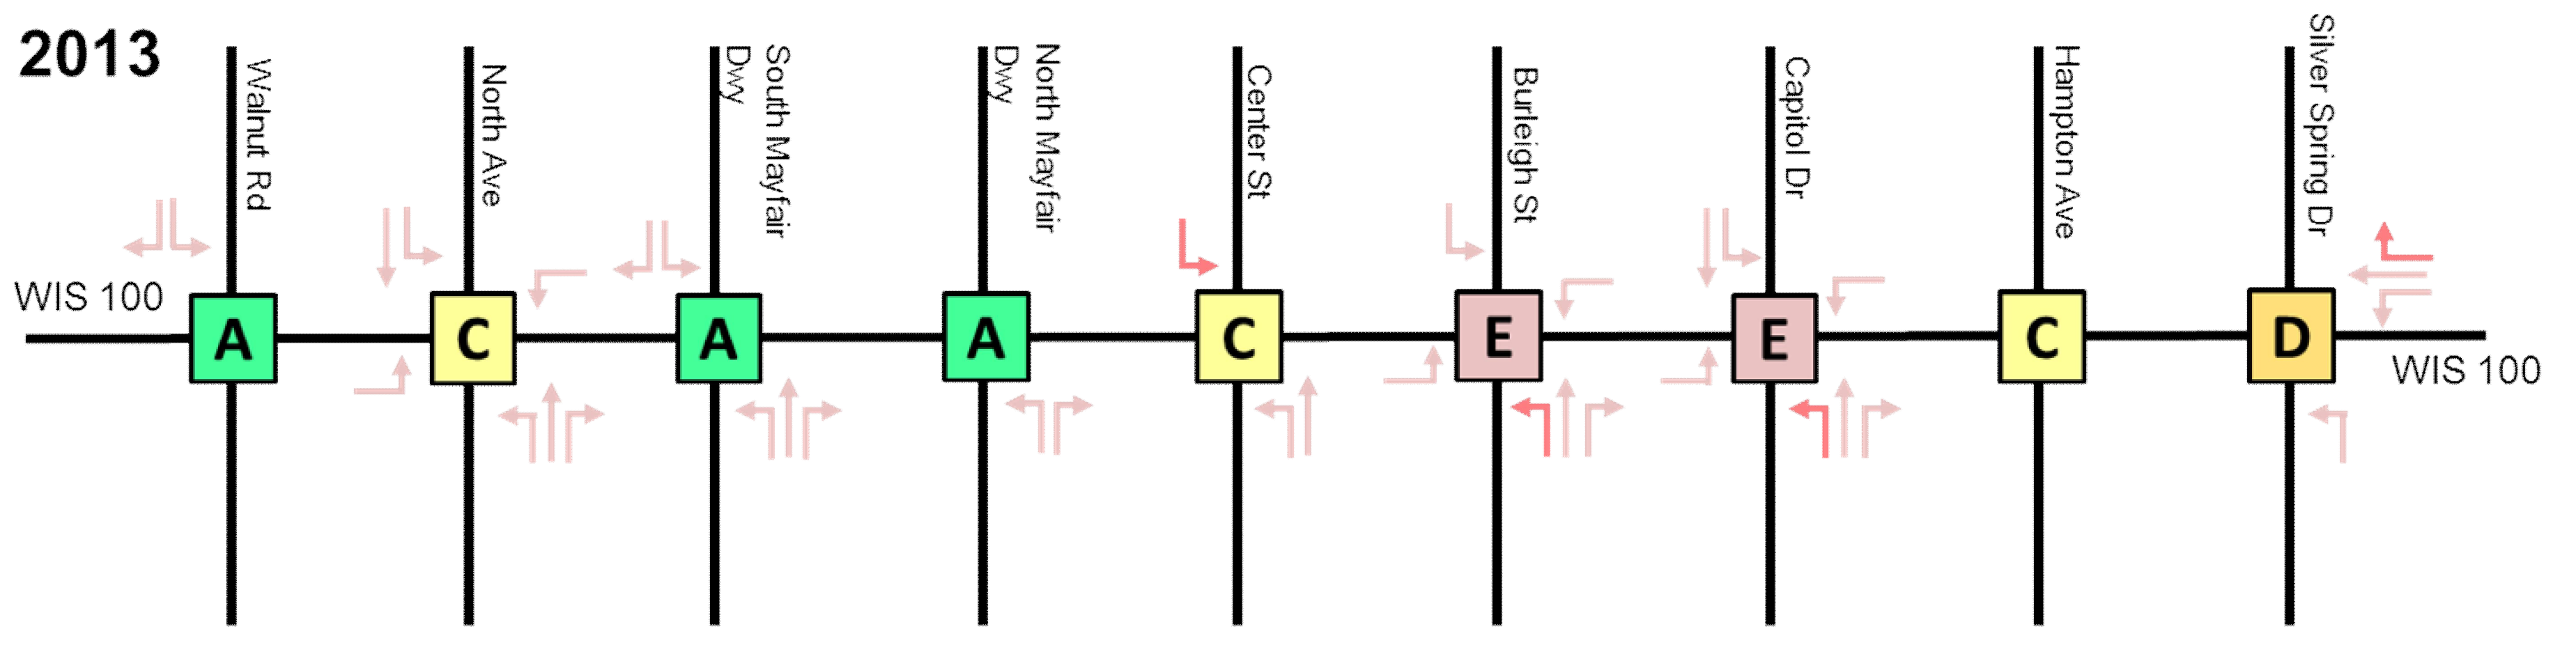 2013
Walnut Rd
North Ave
South Mayfair
Dwy
North Mayfair
Dwy
Center St
Burleigh St
Capitol Dr
Hampton Ave
Silver Spring Dr
WIS 100
A
C
A
A
C
E
E
C
D
WIS 100